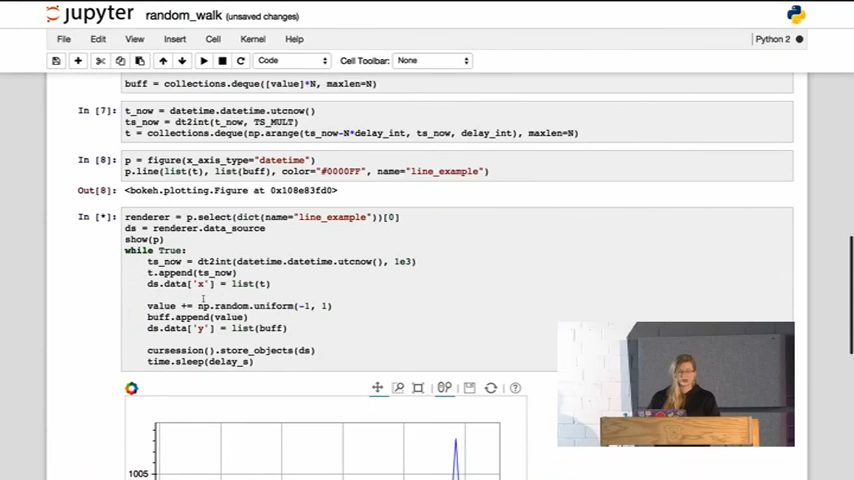 jupyter random_walk (unsaved changes)
File Edit View Insert Cell Kernel Help Python 2
Code Cell Toolbar: None
buff = collections.deque([value]*N, maxlen=N)
In [7]: t_now = datetime.datetime.utcnow()
ts_now = dt2int(t_now, TS_MULT)
t = collections.deque(np.arange(ts_now-N*delay_int, ts_now, delay_int), maxlen=N)
In [8]: p = figure(x_axis_type="datetime")
p.line(list(t), list(buff), color="#0000FF", name="line_example")
Out[8]: <bokeh.plotting.Figure at 0x108e83fd0>
In [*]: renderer = p.select(dict(name="line_example"))[0]
ds = renderer.data_source
show(p)
while True:
    ts_now = dt2int(datetime.datetime.utcnow(), 1e3)
    t.append(ts_now)
    ds.data['x'] = list(t)
    value += np.random.uniform(-1, 1)
    buff.append(value)
    ds.data['y'] = list(buff)
    cursession().store_objects(ds)
    time.sleep(delay_s)
1005